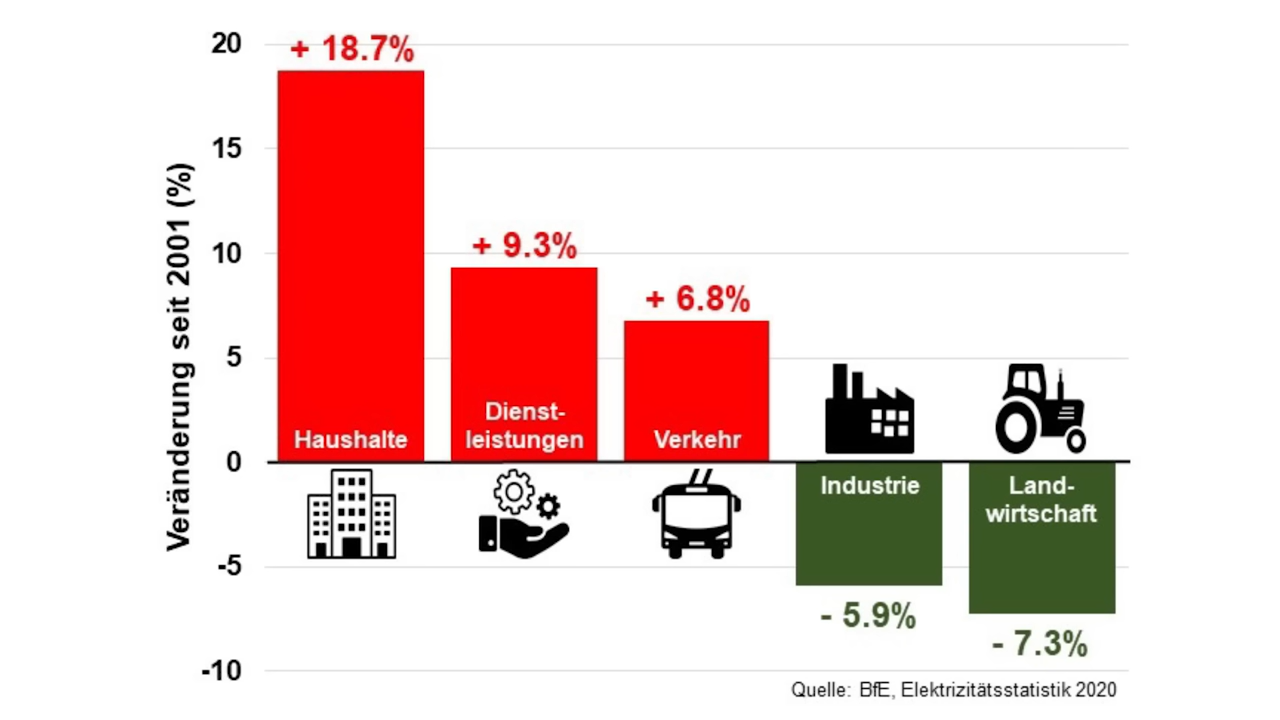 Veränderung seit 2001 (%)
20
15
10
5
0
-5
-10
+ 18.7%
+ 9.3%
+ 6.8%
Haushalte
Dienst-
leistungen
Verkehr
Industrie
Land-
wirtschaft
- 5.9%
- 7.3%
Quelle: BfE, Elektrizitätsstatistik 2020